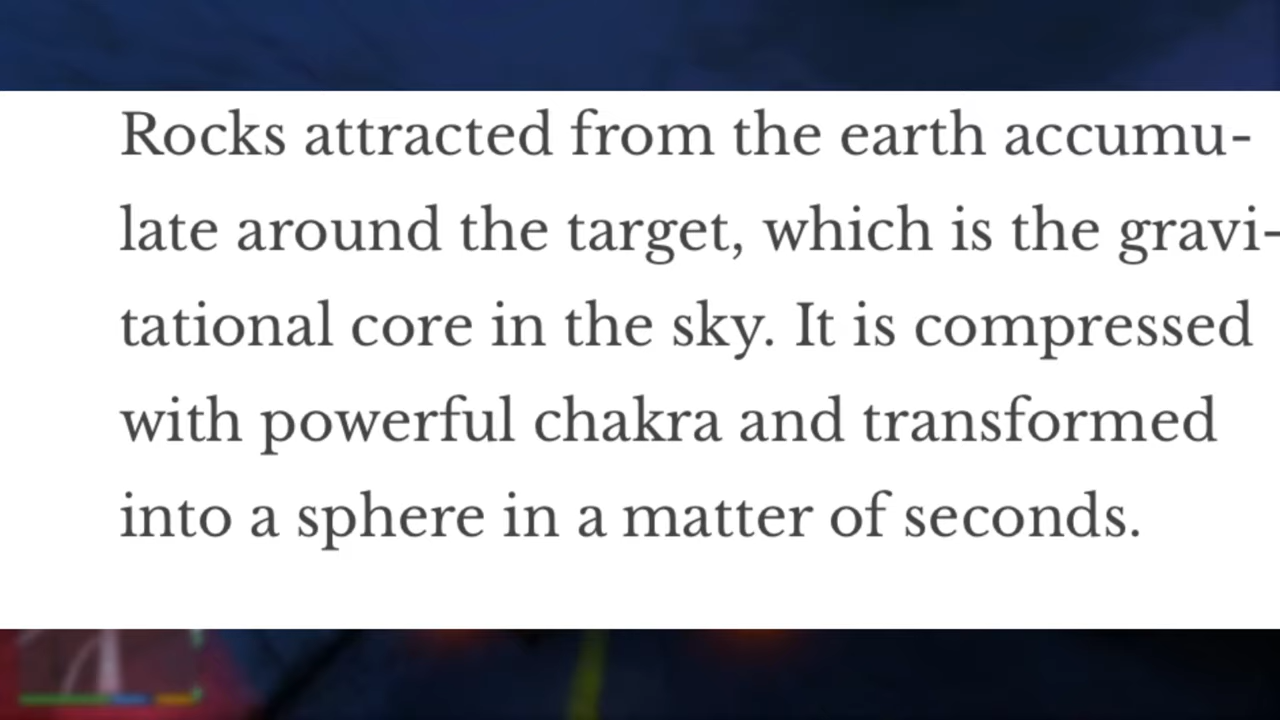 Rocks attracted from the earth accumu-
late around the target, which is the gravi-
tational core in the sky. It is compressed
with powerful chakra and transformed
into a sphere in a matter of seconds.